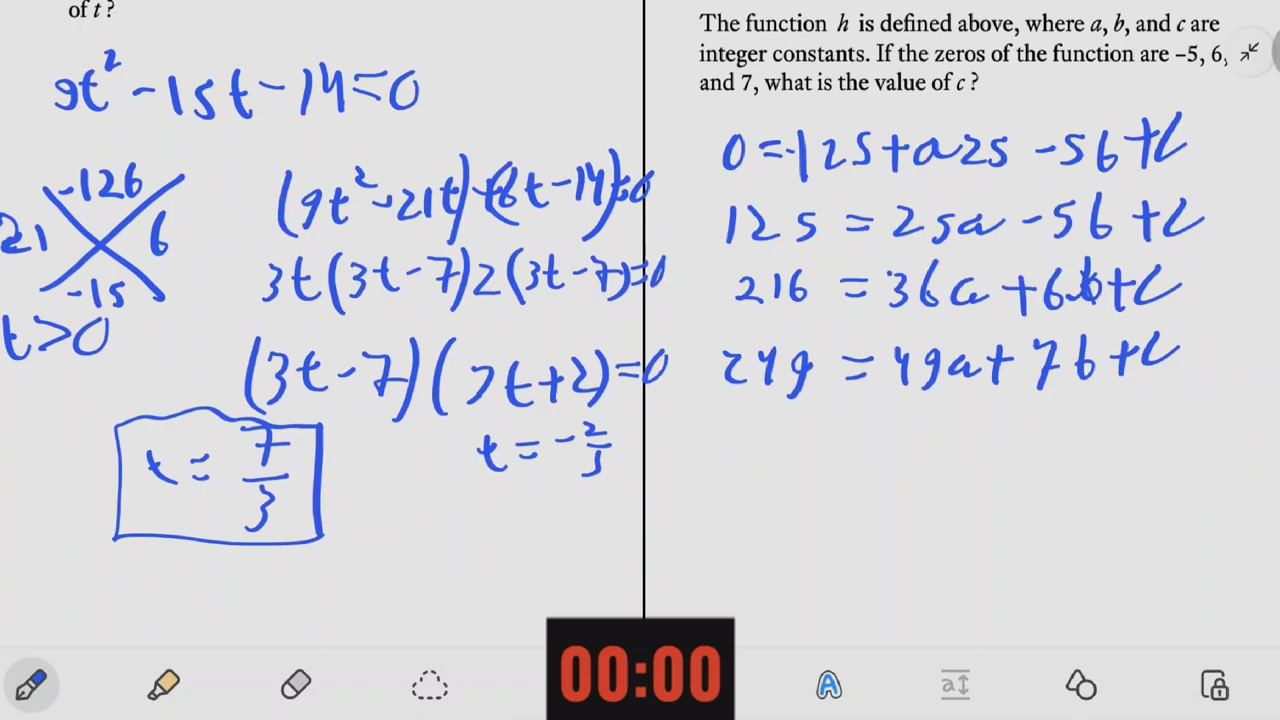 of t ?
9t² - 15t - 14 = 0
-126
21 6
-15
t > 0
(9t² - 21t) + (6t - 14) = 0
3t(3t - 7) 2(3t - 7) = 0
(3t - 7)(3t + 2) = 0
t = 7/3
t = -2/3
The function h is defined above, where a, b, and c are
integer constants. If the zeros of the function are −5, 6,
and 7, what is the value of c ?
0 = -125 + a25 - 5b + c
125 = 25a - 5b + c
216 = 36a + 6b + c
249 = 49a + 7b + c
00:00
A
a